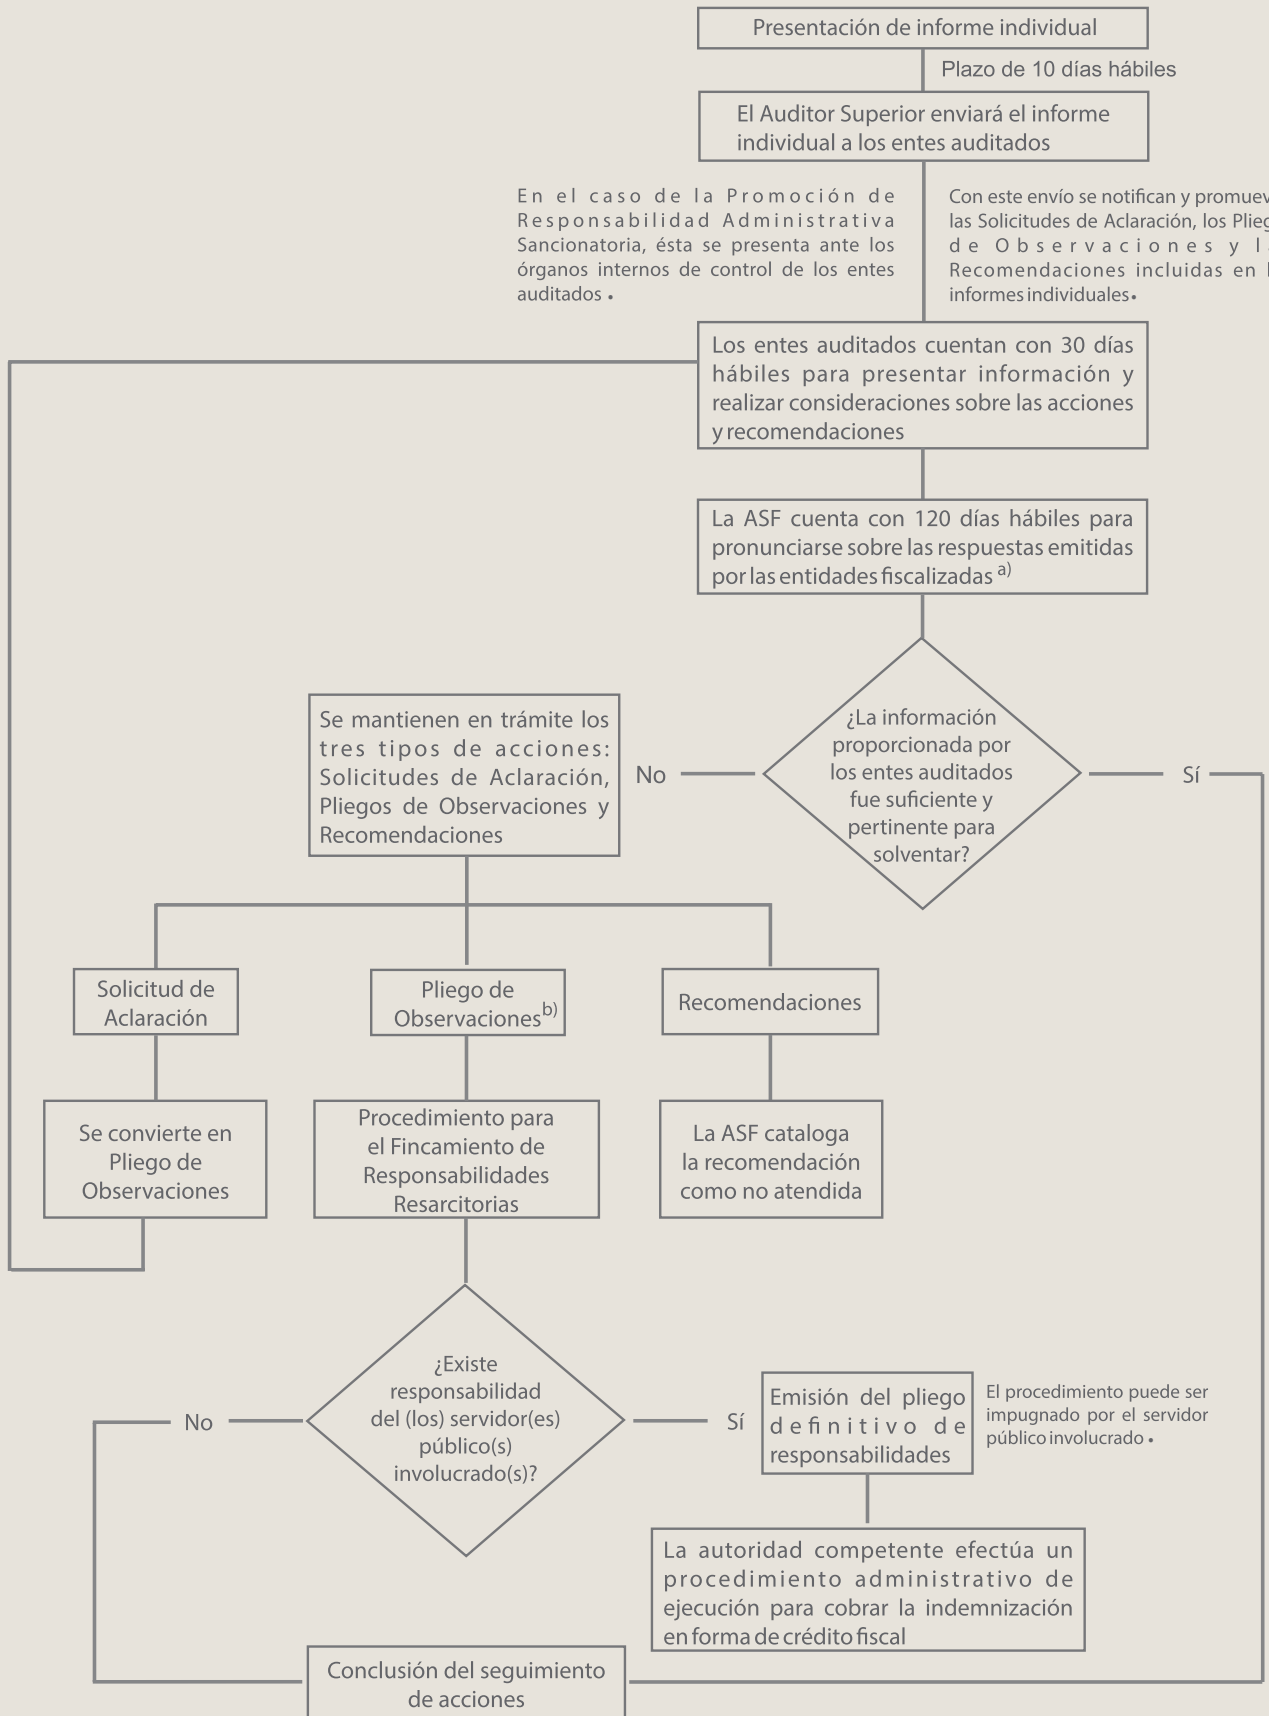 Presentación de informe individual
Plazo de 10 días hábiles
El Auditor Superior enviará el informe
individual a los entes auditados
En el caso de la Promoción de
Responsabilidad Administrativa
Sancionatoria, ésta se presenta ante los
órganos internos de control de los entes
auditados •
Con este envío se notifican y
las Solicitudes de Aclaración, los
de Observaciones y
Recomendaciones incluidas en
informes individuales•
Los entes auditados cuentan con 30 días
hábiles para presentar información y
realizar consideraciones sobre las acciones
y recomendaciones
La ASF cuenta con 120 días hábiles para
pronunciarse sobre las respuestas emitidas
por las entidades fiscalizadas a)
¿La información
proporcionada por
los entes auditados
fue suficiente y
pertinente para
solventar?
No
Sí
Se mantienen en trámite los
tres tipos de acciones:
Solicitudes de Aclaración,
Pliegos de Observaciones y
Recomendaciones
Solicitud de
Aclaración
Pliego de
Observaciones b)
Recomendaciones
Se convierte en
Pliego de
Observaciones
Procedimiento para
el Fincamiento de
Responsabilidades
Resarcitorias
La ASF cataloga
la recomendación
como no atendida
¿Existe
responsabilidad
del (los) servidor(es)
público(s)
involucrado(s)?
No
Sí
Emisión del pliego
definitivo de
responsabilidades
El procedimiento puede ser
impugnado por el servidor
público involucrado •
La autoridad competente efectúa un
procedimiento administrativo de
ejecución para cobrar la indemnización
en forma de crédito fiscal
Conclusión del seguimiento
de acciones